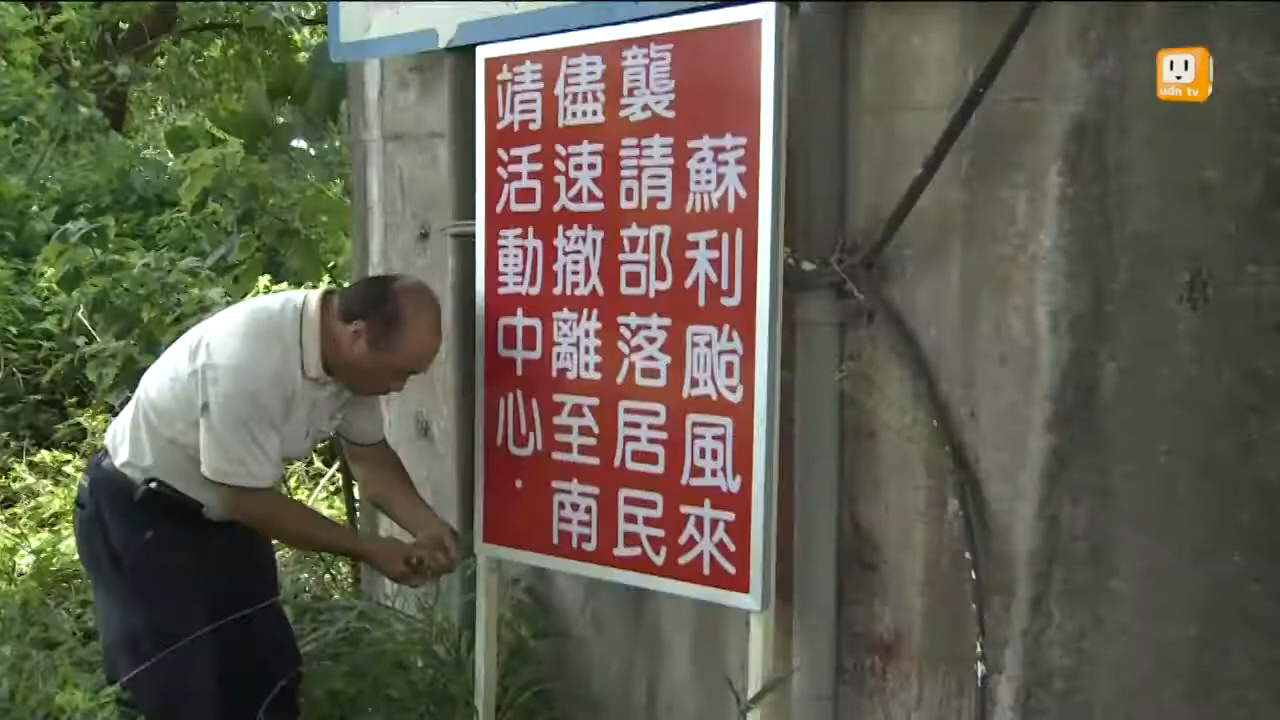 蘇利颱風來
襲請部落居民
儘速撤離至南
靖活動中心.
udn tv